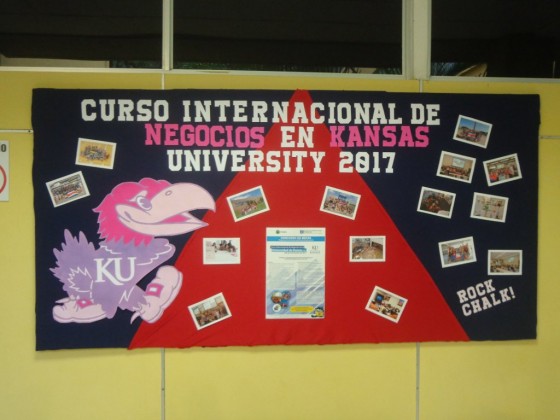 CURSO INTERNACIONAL DE
NEGOCIOS EN KANSAS
UNIVERSITY 2017
KU
ROCK
CHALK!